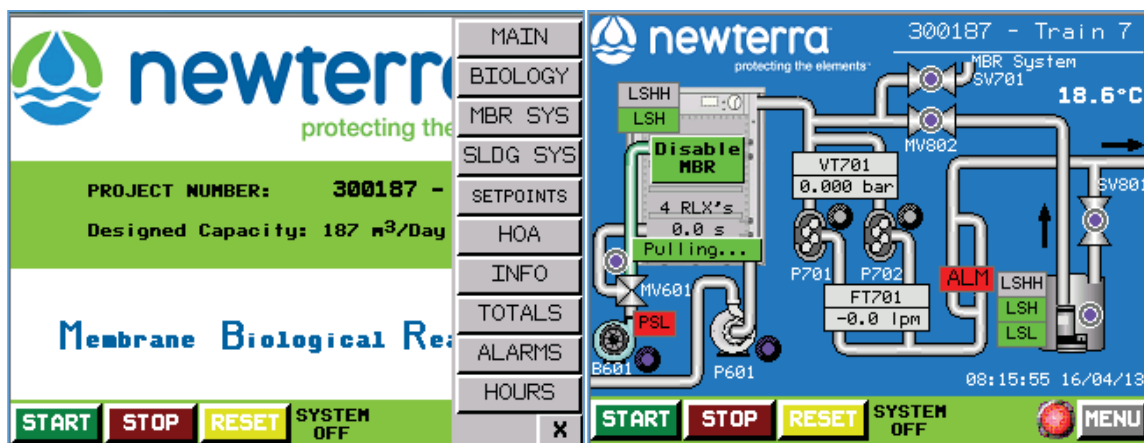 newterr
protecting the
PROJECT NUMBER: 300187 -
Designed Capacity: 187 m³/Day
Membrane Biological Rea
MAIN
BIOLOGY
MBR SYS
SLDG SYS
SETPOINTS
HOA
INFO
TOTALS
ALARMS
HOURS
X
START
STOP
RESET
SYSTEM
OFF
newterra
protecting the elements™
300187 - Train 7
MBR System
SV701
18.6°C
LSHH
LSH
Disable
MBR
MV802
VT701
0.000 bar
SV801
4 RLX's
0.0 s
Pulling...
P701
P702
ALM
LSHH
LSH
LSL
MV601
FT701
-0.0 lpm
PSL
B601
P601
08:15:55 16/04/13
START
STOP
RESET
SYSTEM
OFF
MENU